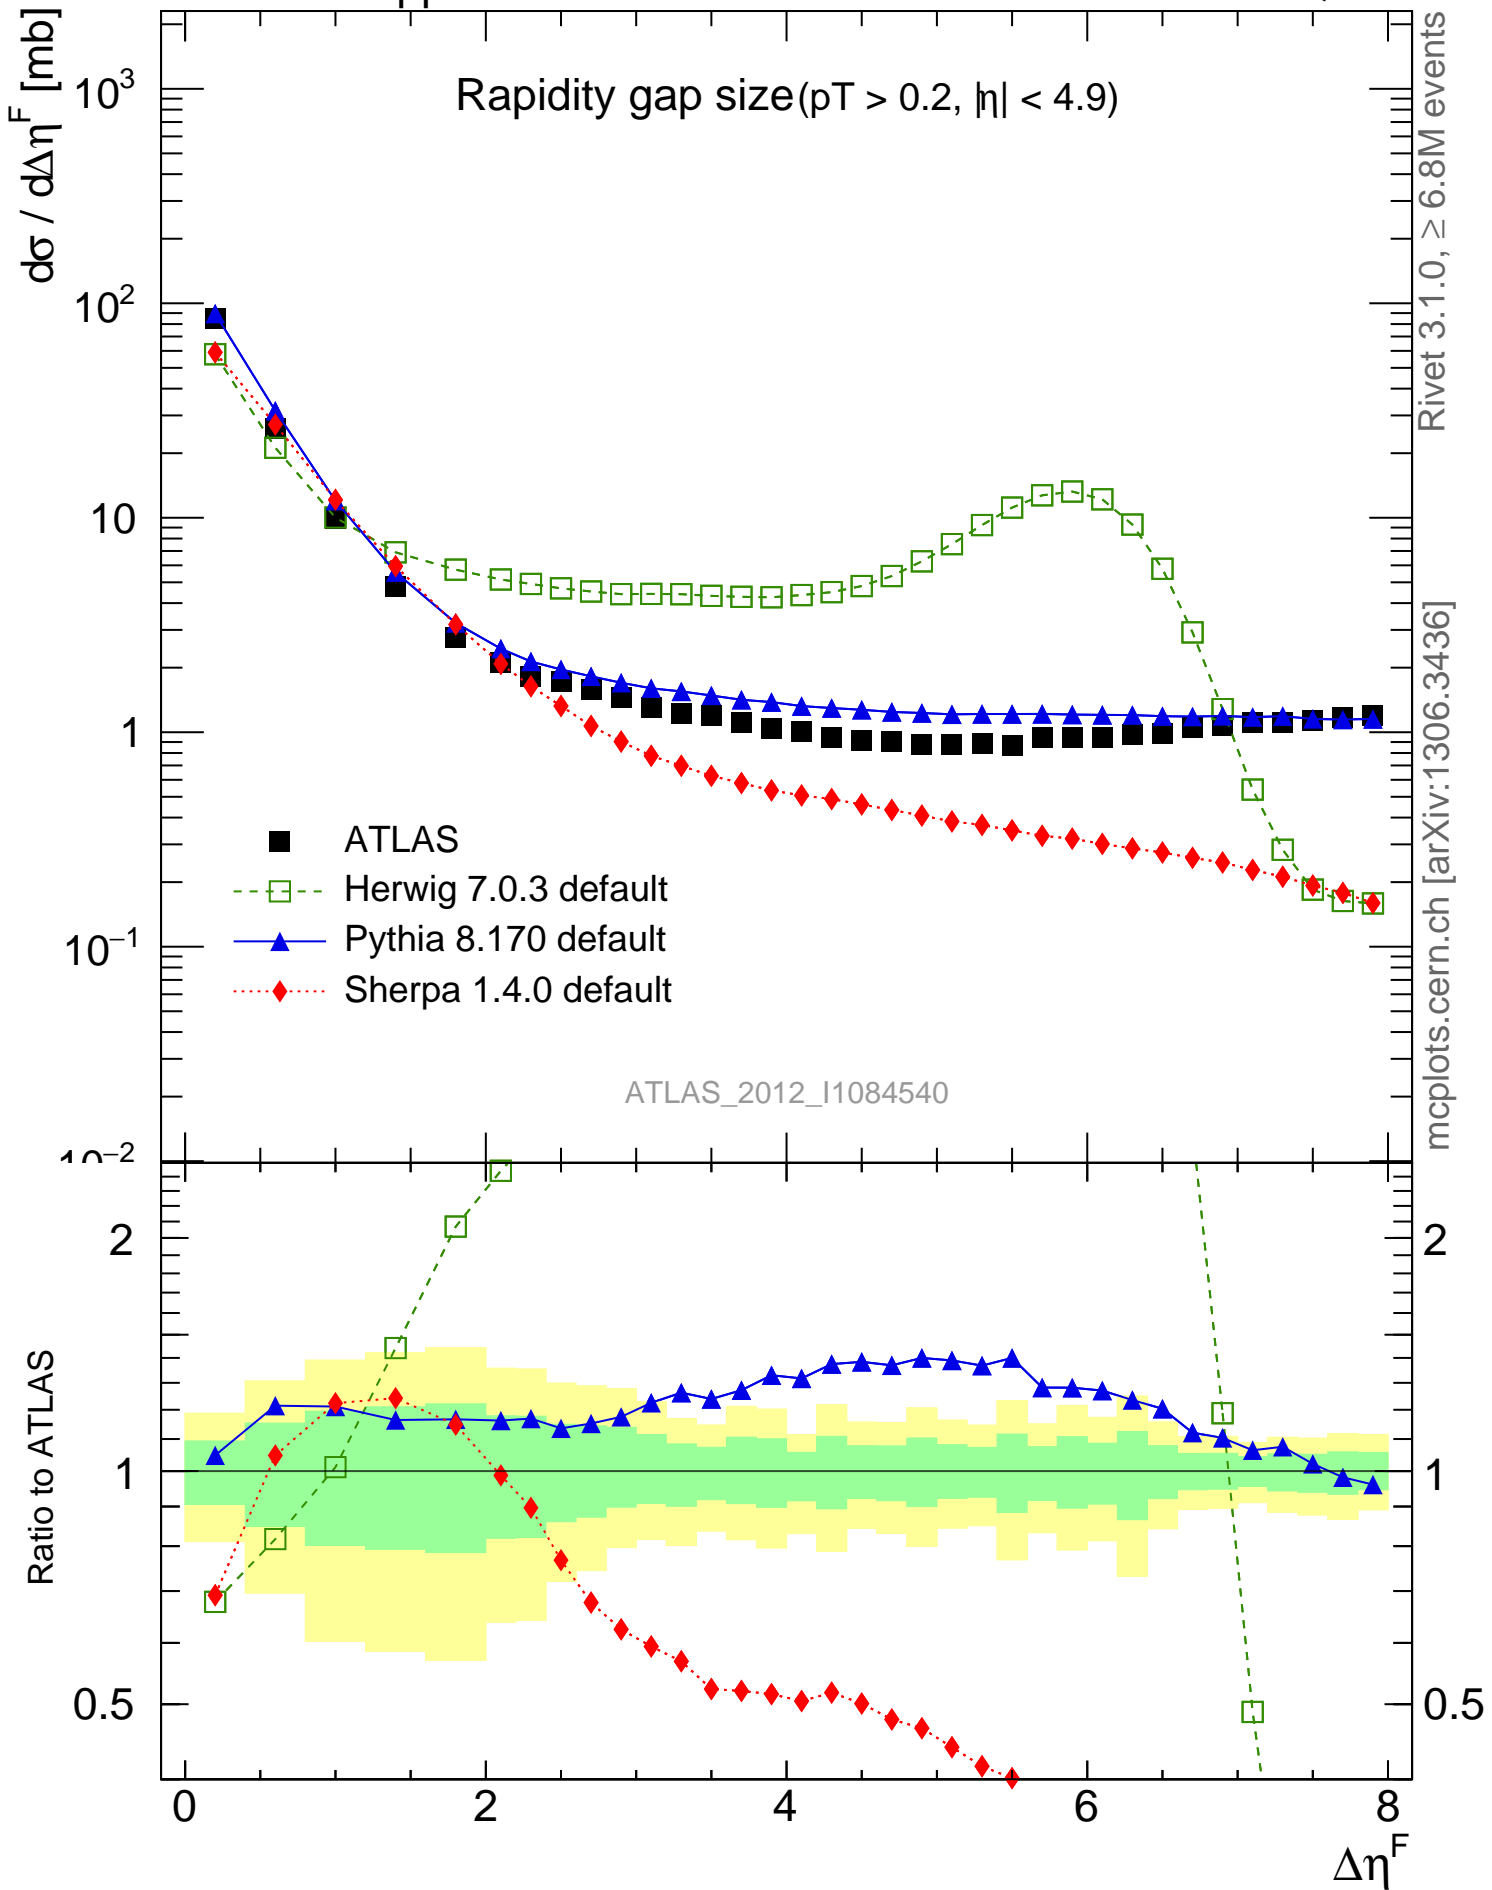 Rapidity gap size(pT > 0.2, |η| < 4.9)
dσ / dΔη^F [mb]
10^3
10^2
10
1
10^−1
10^−2
ATLAS
Herwig 7.0.3 default
Pythia 8.170 default
Sherpa 1.4.0 default
ATLAS_2012_I1084540
Rivet 3.1.0, ≥ 6.8M events
mcplots.cern.ch [arXiv:1306.3436]
Ratio to ATLAS
2
1
0.5
2
1
0.5
0 2 4 6 8
Δη^F